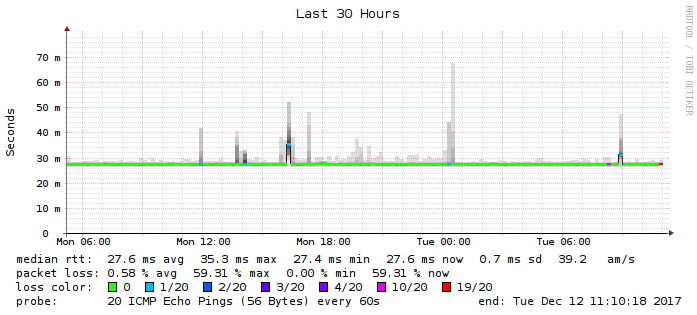 Last 30 Hours
RRDTOOL / TOBI OETIKER
Seconds
70 m
60 m
50 m
40 m
30 m
20 m
10 m
0
Mon 06:00 Mon 12:00 Mon 18:00 Tue 00:00 Tue 06:00
median rtt: 27.6 ms avg 35.3 ms max 27.4 ms min 27.6 ms now 0.7 ms sd 39.2 am/s
packet loss: 0.58 % avg 59.31 % max 0.00 % min 59.31 % now
loss color: 0 1/20 2/20 3/20 4/20 10/20 19/20
probe: 20 ICMP Echo Pings (56 Bytes) every 60s end: Tue Dec 12 11:10:18 2017